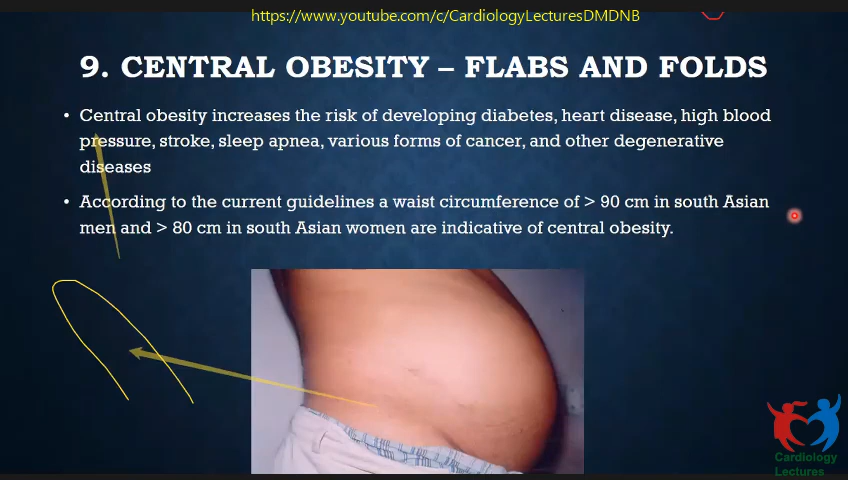 https://www.youtube.com/c/CardiologyLecturesDMDNB
9. CENTRAL OBESITY – FLABS AND FOLDS
• Central obesity increases the risk of developing diabetes, heart disease, high blood
pressure, stroke, sleep apnea, various forms of cancer, and other degenerative
diseases
• According to the current guidelines a waist circumference of > 90 cm in south Asian
men and > 80 cm in south Asian women are indicative of central obesity.
Cardiology
Lectures